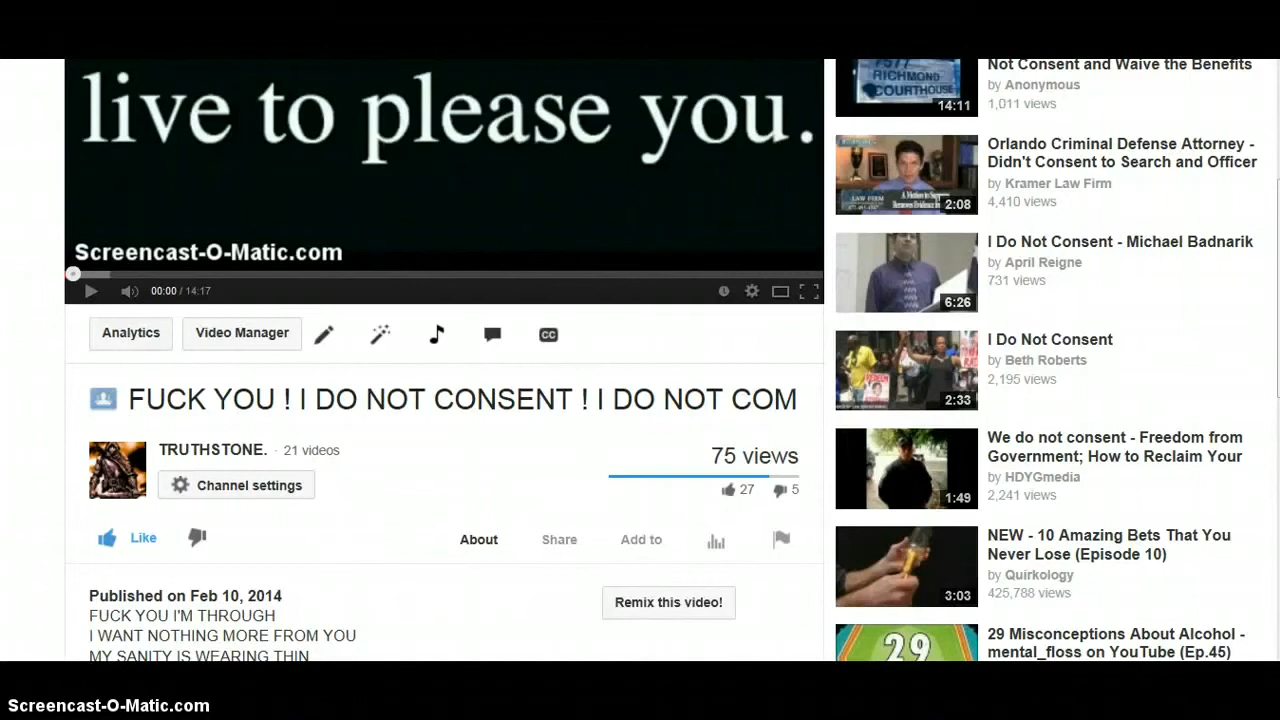 live to please you.
Screencast-O-Matic.com
00:00 / 14:17
Analytics
Video Manager
CC
FUCK YOU ! I DO NOT CONSENT ! I DO NOT COM
TRUTHSTONE. · 21 videos
75 views
Channel settings
27 5
Like
About
Share
Add to
Published on Feb 10, 2014
Remix this video!
FUCK YOU I'M THROUGH
I WANT NOTHING MORE FROM YOU
MY SANITY IS WEARING THIN
7577
RICHMOND
COURTHOUSE
14:11
Not Consent and Waive the Benefits
by Anonymous
1,011 views
LAW FIRM
2:08
Orlando Criminal Defense Attorney -
Didn't Consent to Search and Officer
by Kramer Law Firm
4,410 views
6:26
I Do Not Consent - Michael Badnarik
by April Reigne
731 views
2:33
I Do Not Consent
by Beth Roberts
2,195 views
1:49
We do not consent - Freedom from
Government; How to Reclaim Your
by HDYGmedia
2,241 views
3:03
NEW - 10 Amazing Bets That You
Never Lose (Episode 10)
by Quirkology
425,788 views
29
29 Misconceptions About Alcohol -
mental_floss on YouTube (Ep.45)
Screencast-O-Matic.com